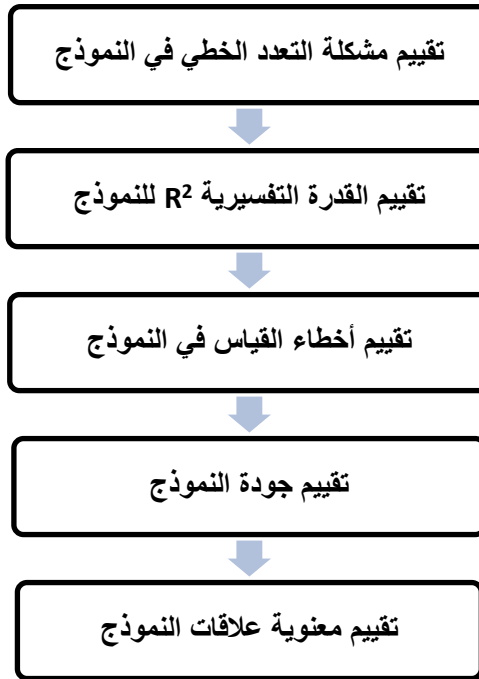 تقييم مشكلة التعدد الخطي في النموذج
تقييم القدرة التفسيرية R² للنموذج
تقييم أخطاء القياس في النموذج
تقييم جودة النموذج
تقييم معنوية علاقات النموذج